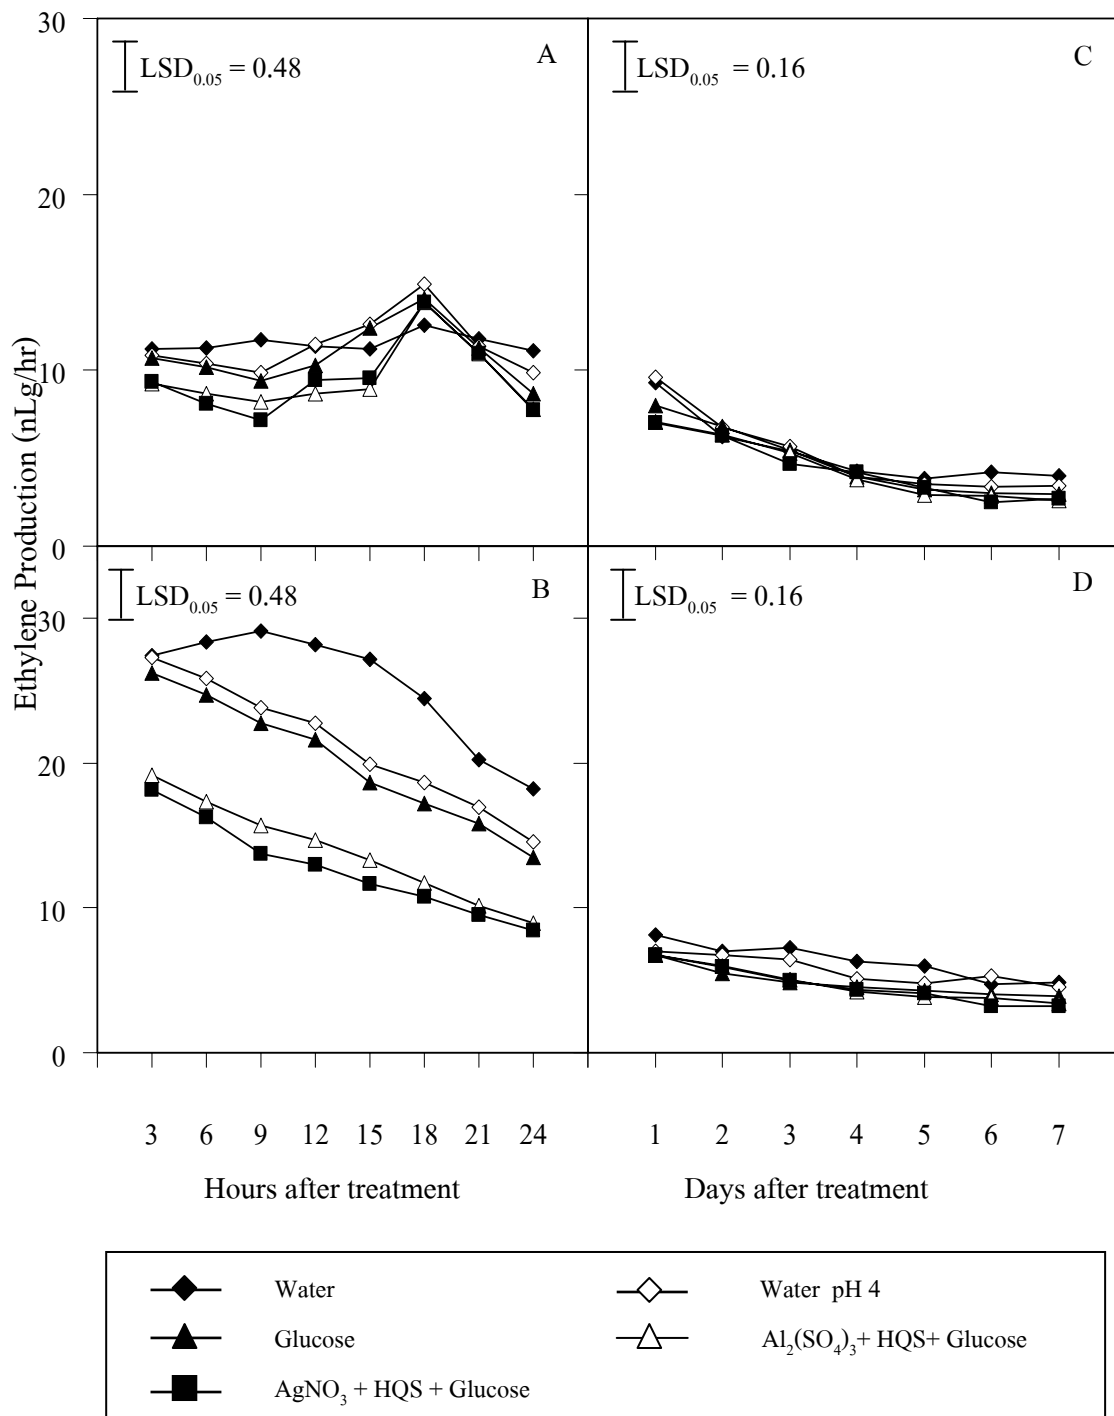 Ethylene Production (nLg/hr)
30
20
10
0
LSD0.05 = 0.48
A
LSD0.05 = 0.16
C
30
20
10
0
LSD0.05 = 0.48
B
LSD0.05 = 0.16
D
3 6 9 12 15 18 21 24
1 2 3 4 5 6 7
Hours after treatment
Days after treatment
Water
Water pH 4
Glucose
Al2(SO4)3+ HQS+ Glucose
AgNO3 + HQS + Glucose